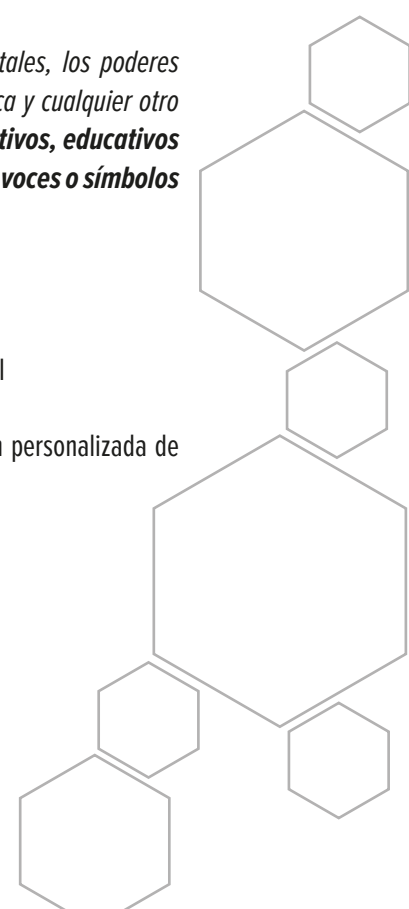 tales, los poderes
ca y cualquier otro
tivos, educativos
voces o símbolos
l
personalizada de